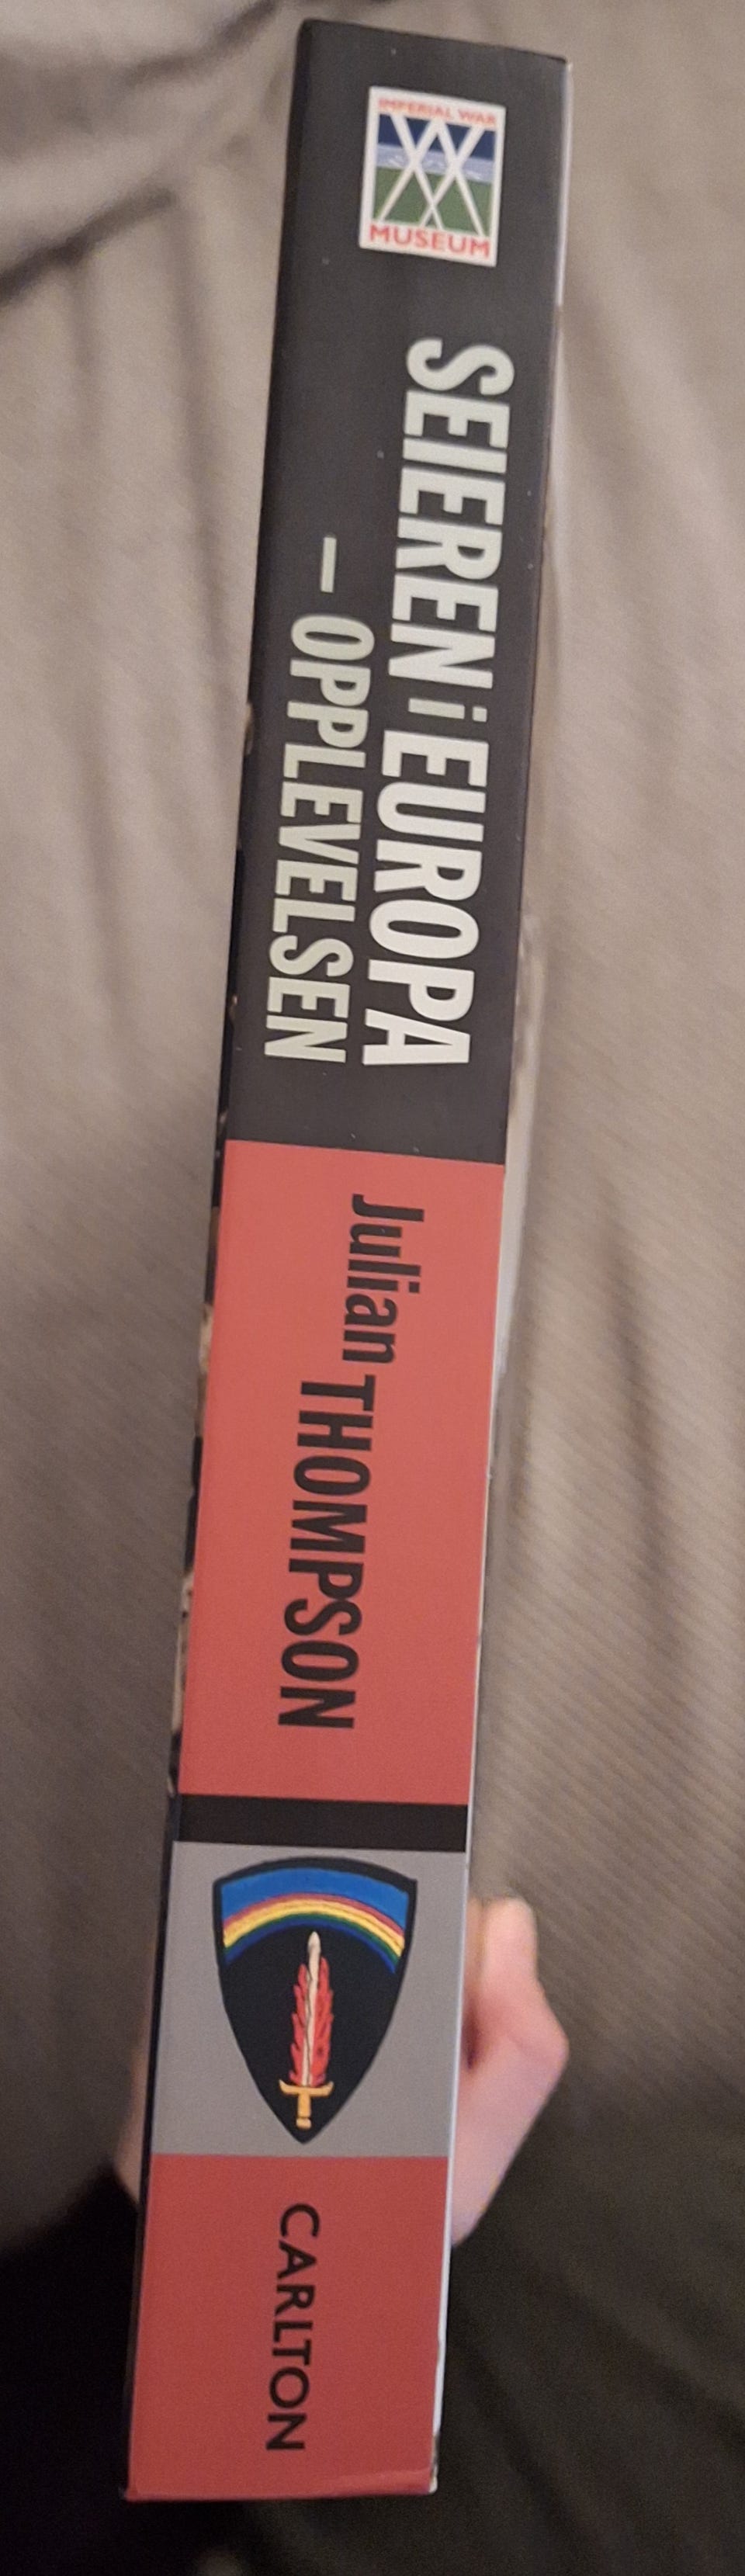 IMPERIAL WAR
MUSEUM
SEIEREN i EUROPA
– OPPLEVELSEN
Julian THOMPSON
CARLTON